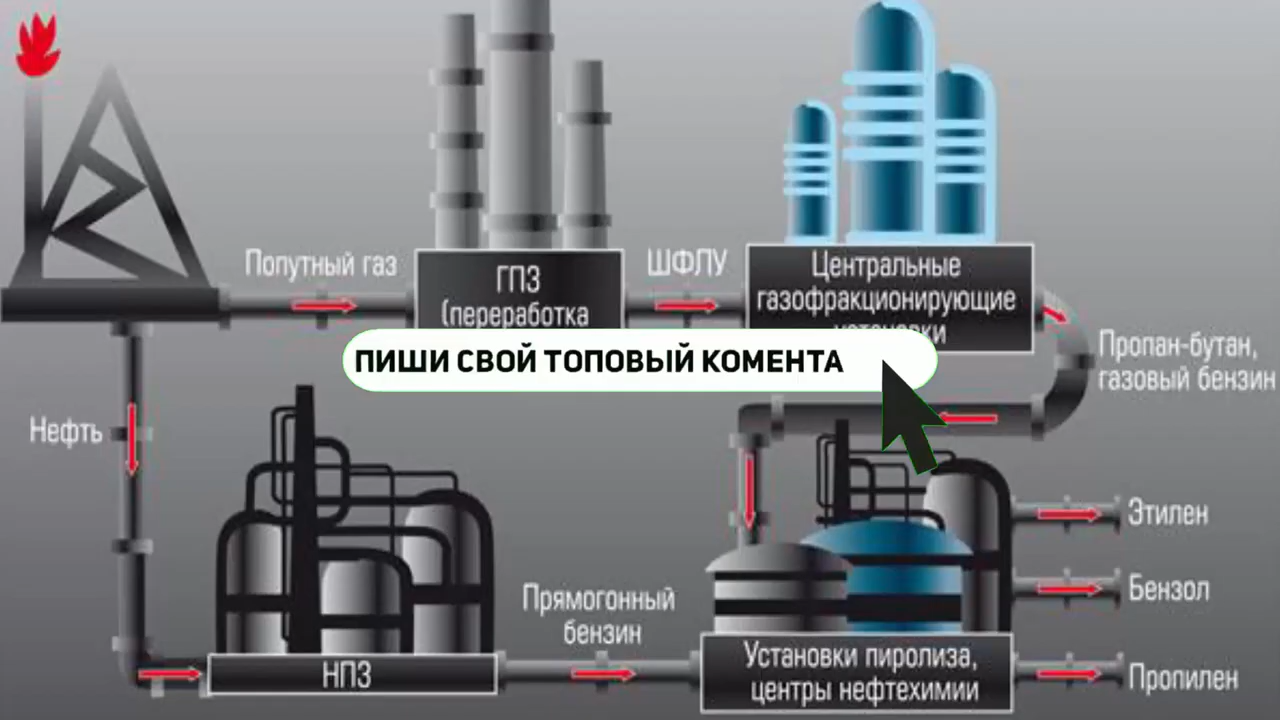 Попутный газ
ГПЗ
(переработка
ШФЛУ
Центральные
газофракционирующие
установки
Пропан-бутан,
газовый бензин
ПИШИ СВОЙ ТОПОВЫЙ КОМЕНТА
Нефть
Этилен
Бензол
Прямогонный
бензин
НПЗ
Установки пиролиза,
центры нефтехимии
Пропилен